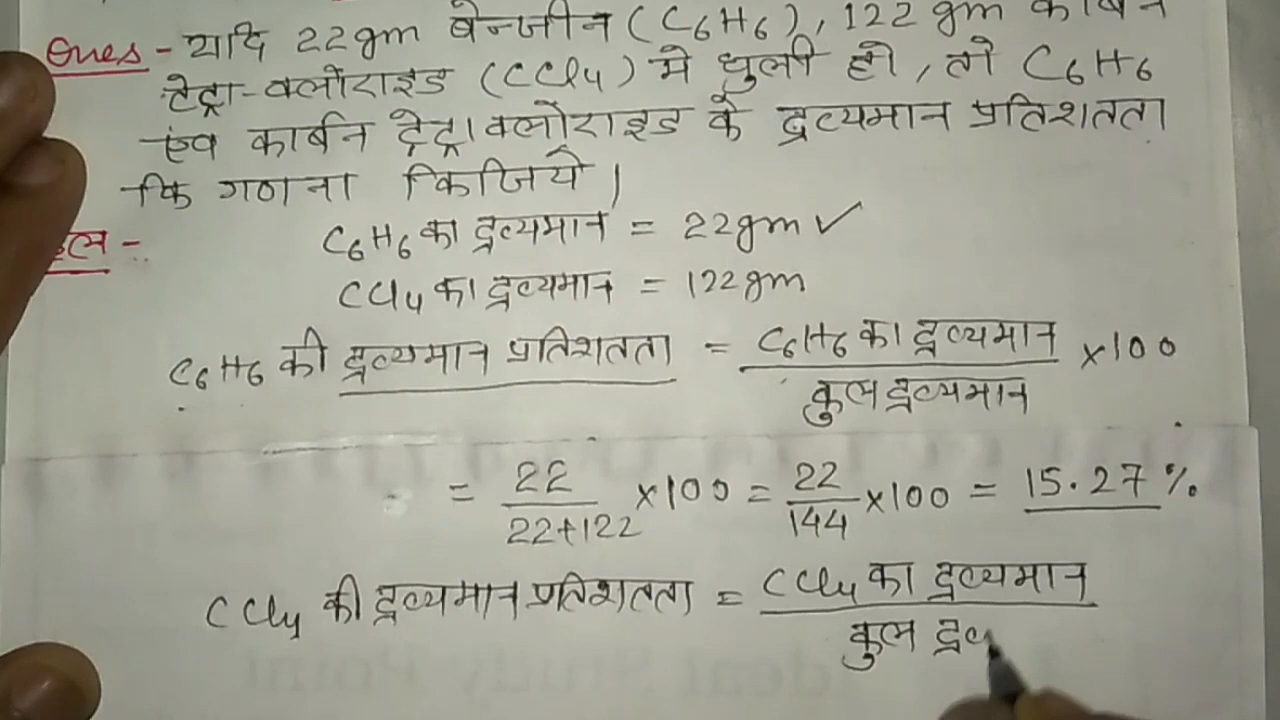 Ques - यदि 22gm बेन्जीन (C6H6), 122 gm कार्बन
टेट्रा-क्लोराइड (CCl4) मे धुली हो, तो C6H6
एंव कार्बन ट्रेट्राक्लोराइड के द्रव्यमान प्रतिशतता
कि गणना किजिये।
हल -
C6H6 का द्रव्यमान = 22gm ✓
CCl4 का द्रव्यमान = 122gm
C6H6 की द्रव्यमान प्रतिशतता = C6H6 का द्रव्यमान / कुल द्रव्यमान ×100
= 22 / 22+122 ×100 = 22 / 144 ×100 = 15.27 %
CCl4 की द्रव्यमान प्रतिशतता = CCl4 का द्रव्यमान / कुल द्रव